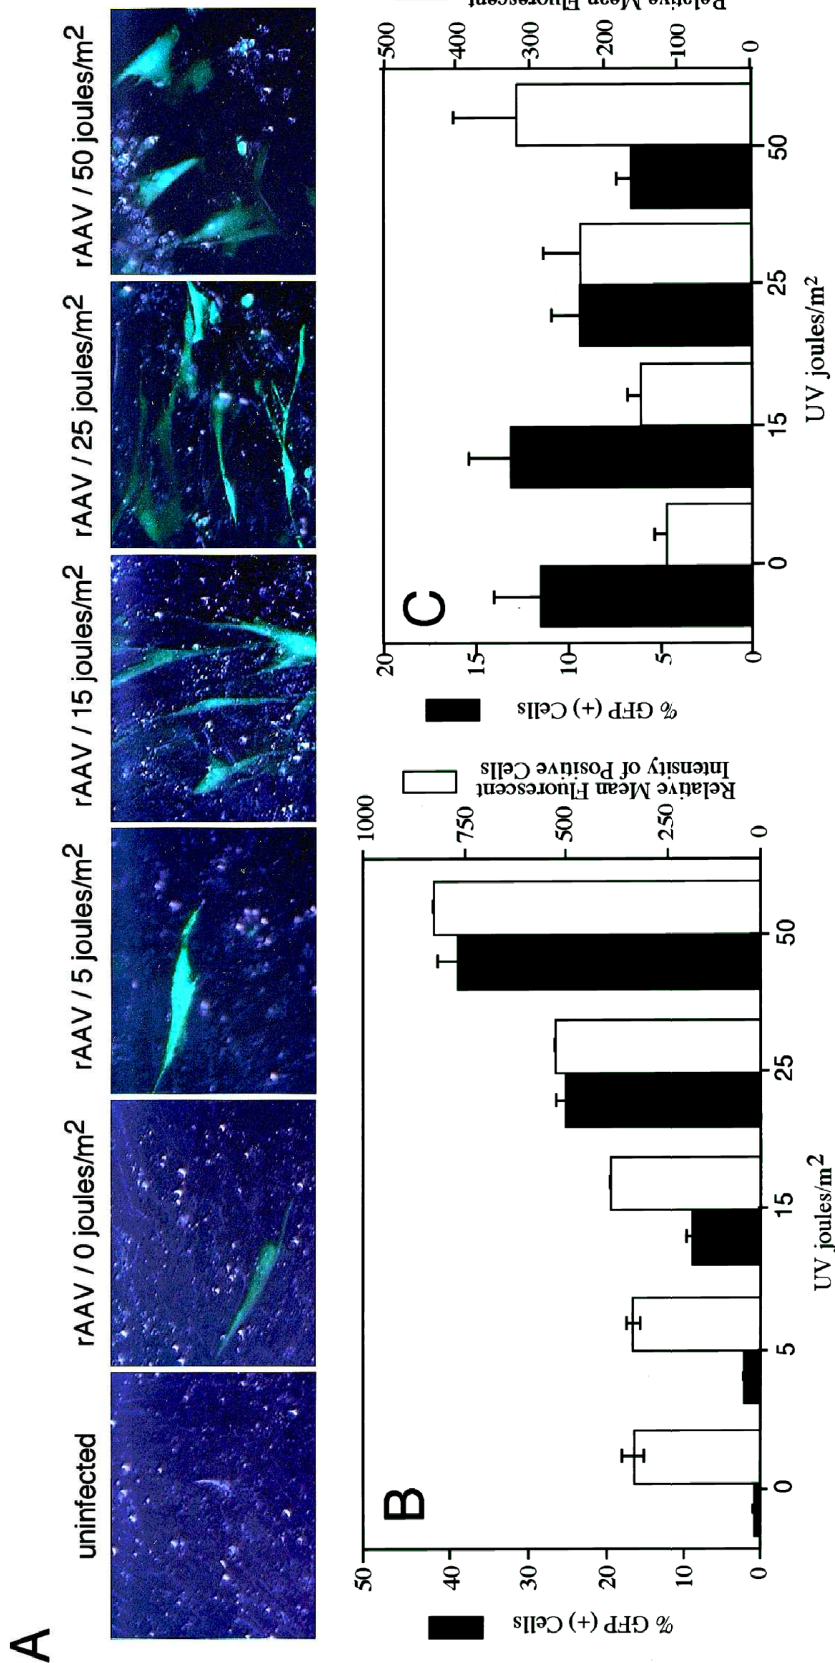 A
uninfected
rAAV / 0 joules/m2
rAAV / 5 joules/m2
rAAV / 15 joules/m2
rAAV / 25 joules/m2
rAAV / 50 joules/m2
B
% GFP (+) Cells
50
40
30
20
10
0
0
5
15
25
50
UV joules/m2
1000
750
500
250
0
Relative Mean Fluorescent
Intensity of Positive Cells
C
% GFP (+) Cells
20
15
10
5
0
0
15
25
50
UV joules/m2
500
400
300
200
100
0
Relative Mean Fluorescent